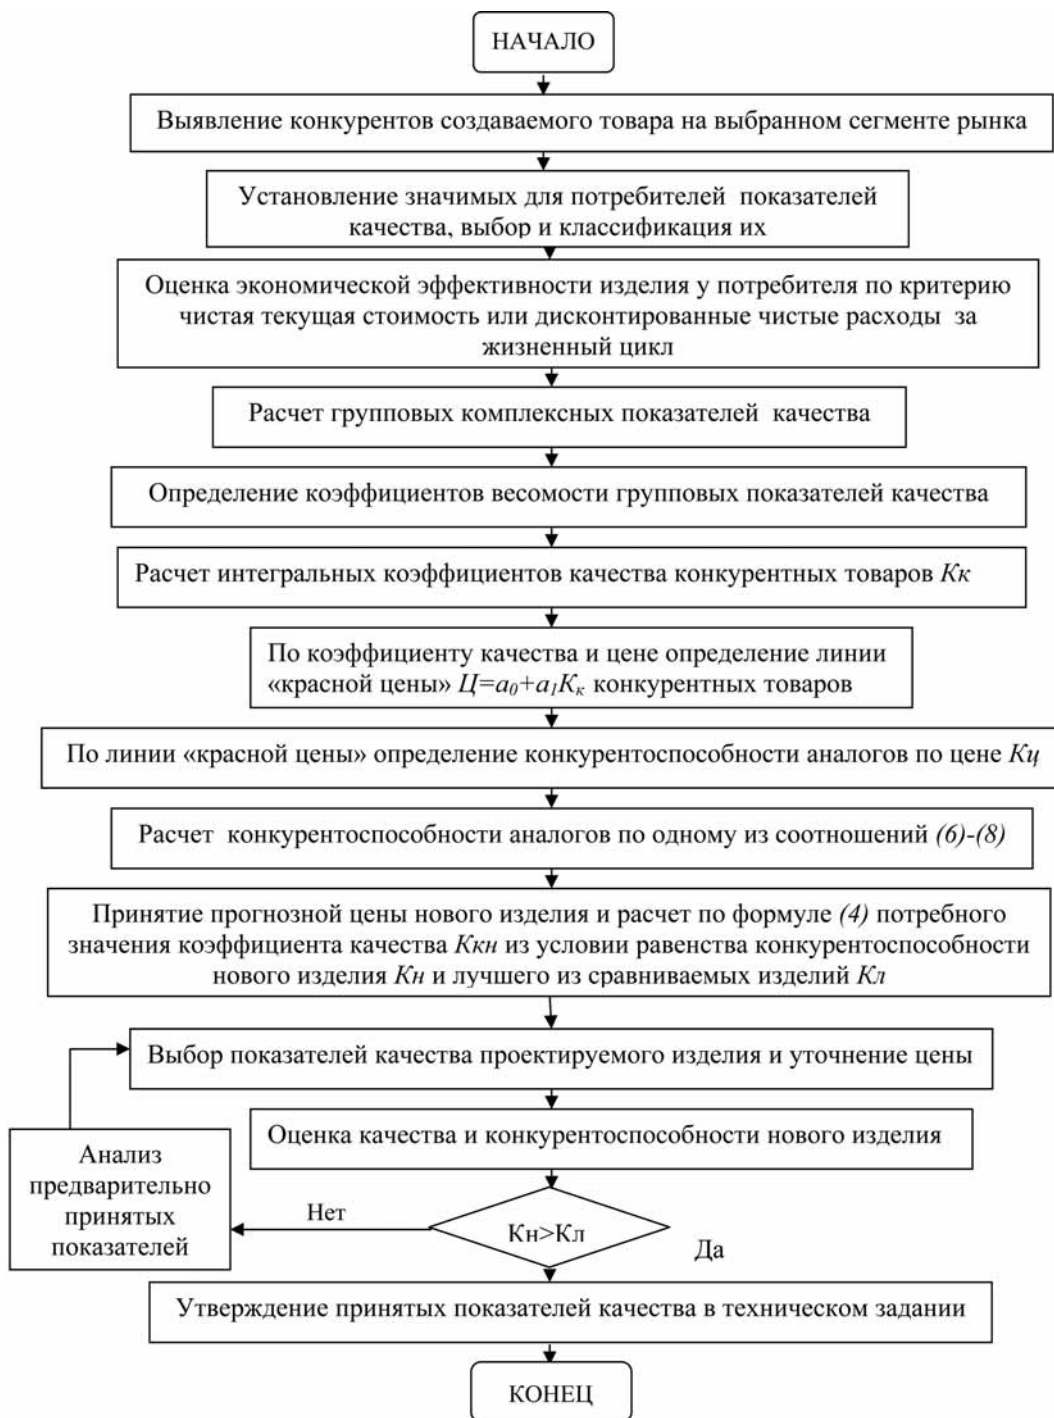 НАЧАЛО
Выявление конкурентов создаваемого товара на выбранном сегменте рынка
Установление значимых для потребителей показателей
качества, выбор и классификация их
Оценка экономической эффективности изделия у потребителя по критерию
чистая текущая стоимость или дисконтированные чистые расходы за
жизненный цикл
Расчет групповых комплексных показателей качества
Определение коэффициентов весомости групповых показателей качества
Расчет интегральных коэффициентов качества конкурентных товаров Кк
По коэффициенту качества и цене определение линии
«красной цены» Ц=a₀+a₁Kк конкурентных товаров
По линии «красной цены» определение конкурентоспособности аналогов по цене Кц
Расчет конкурентоспособности аналогов по одному из соотношений (6)-(8)
Принятие прогнозной цены нового изделия и расчет по формуле (4) потребного
значения коэффициента качества Ккн из условии равенства конкурентоспособности
нового изделия Кн и лучшего из сравниваемых изделий Кл
Выбор показателей качества проектируемого изделия и уточнение цены
Оценка качества и конкурентоспособности нового изделия
Анализ
предварительно
принятых
показателей
Нет
Кн>Кл
Да
Утверждение принятых показателей качества в техническом задании
КОНЕЦ